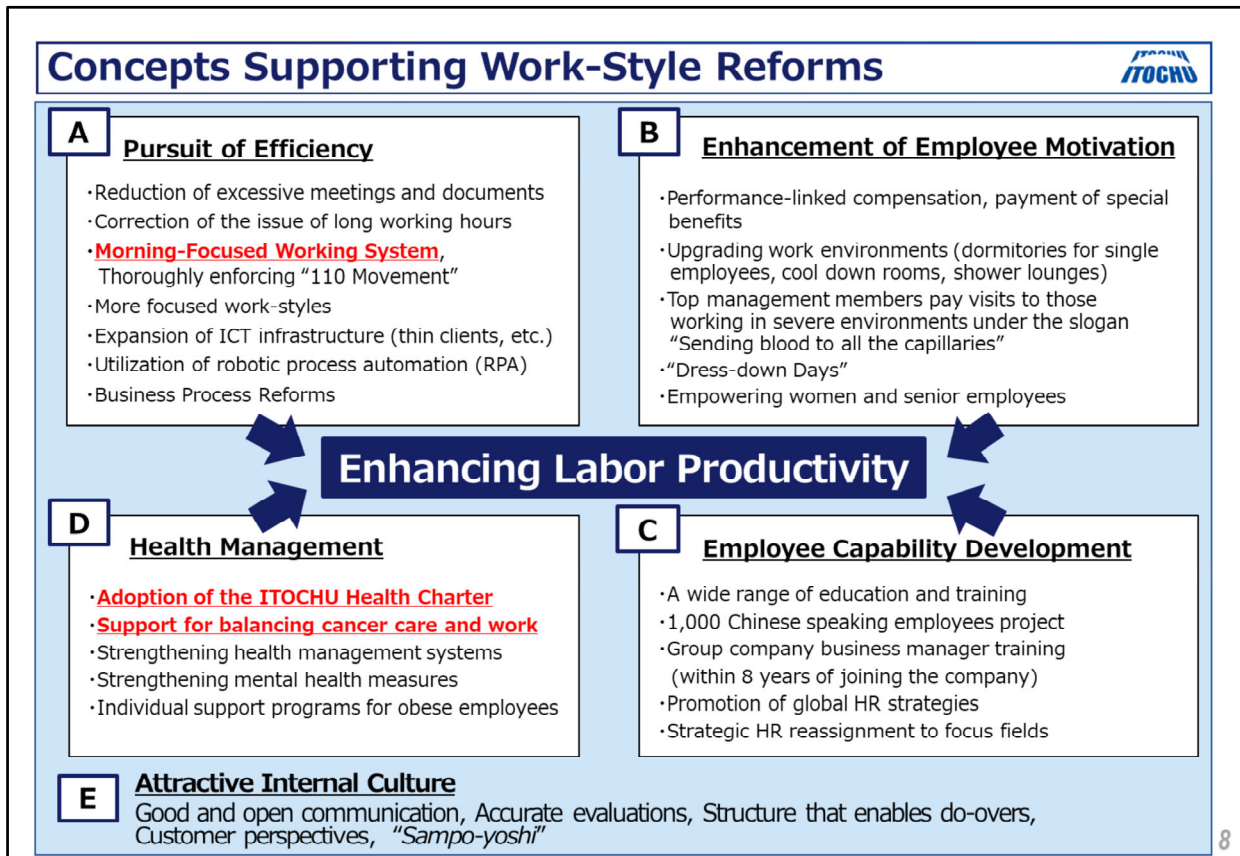 Concepts Supporting Work-Style Reforms
ITOCHU
A
Pursuit of Efficiency
・Reduction of excessive meetings and documents
・Correction of the issue of long working hours
・Morning-Focused Working System,
Thoroughly enforcing “110 Movement”
・More focused work-styles
・Expansion of ICT infrastructure (thin clients, etc.)
・Utilization of robotic process automation (RPA)
・Business Process Reforms
B
Enhancement of Employee Motivation
・Performance-linked compensation, payment of special
benefits
・Upgrading work environments (dormitories for single
employees, cool down rooms, shower lounges)
・Top management members pay visits to those
working in severe environments under the slogan
“Sending blood to all the capillaries”
・“Dress-down Days”
・Empowering women and senior employees
Enhancing Labor Productivity
D
Health Management
・Adoption of the ITOCHU Health Charter
・Support for balancing cancer care and work
・Strengthening health management systems
・Strengthening mental health measures
・Individual support programs for obese employees
C
Employee Capability Development
・A wide range of education and training
・1,000 Chinese speaking employees project
・Group company business manager training
(within 8 years of joining the company)
・Promotion of global HR strategies
・Strategic HR reassignment to focus fields
E
Attractive Internal Culture
Good and open communication, Accurate evaluations, Structure that enables do-overs,
Customer perspectives, “Sampo-yoshi”
8